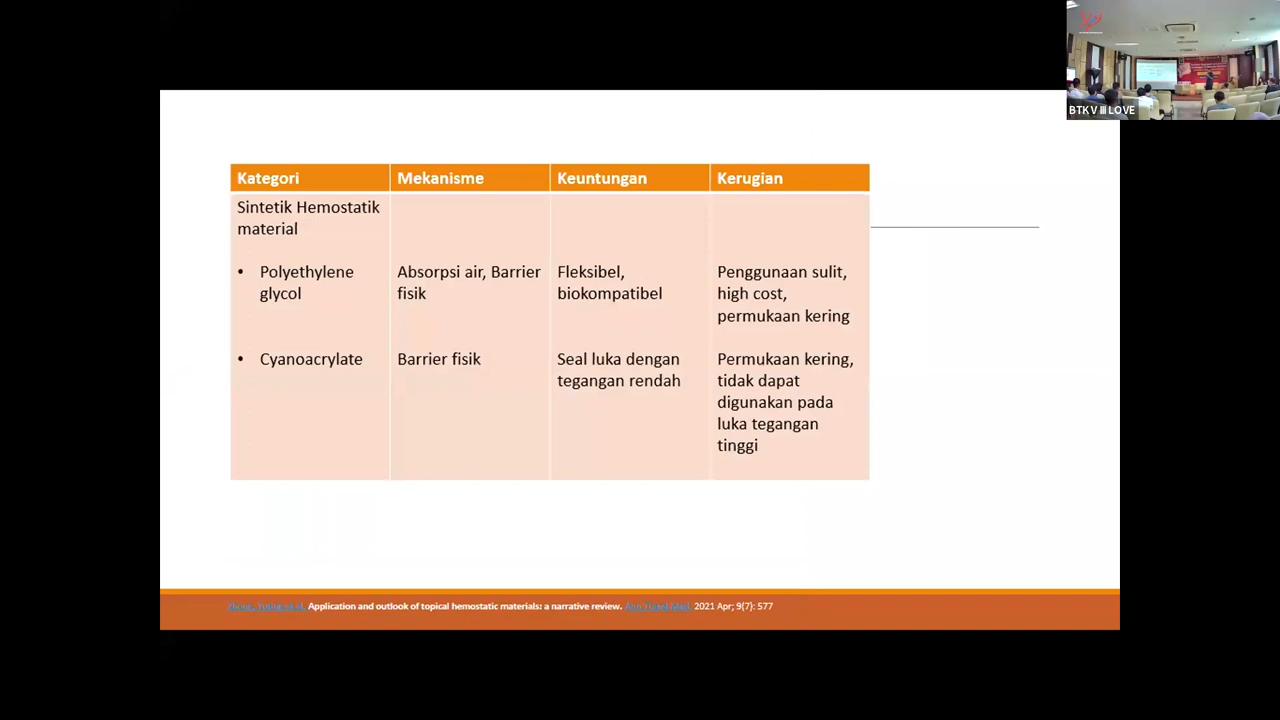 BTKV III LOVE
Kategori
Mekanisme
Keuntungan
Kerugian
Sintetik Hemostatik
material
• Polyethylene
glycol
Absorpsi air, Barrier
fisik
Fleksibel,
biokompatibel
Penggunaan sulit,
high cost,
permukaan kering
• Cyanoacrylate
Barrier fisik
Seal luka dengan
tegangan rendah
Permukaan kering,
tidak dapat
digunakan pada
luka tegangan
tinggi
Application and outlook of topical hemostatic materials: a narrative review. 2021 Apr; 9(7): 577